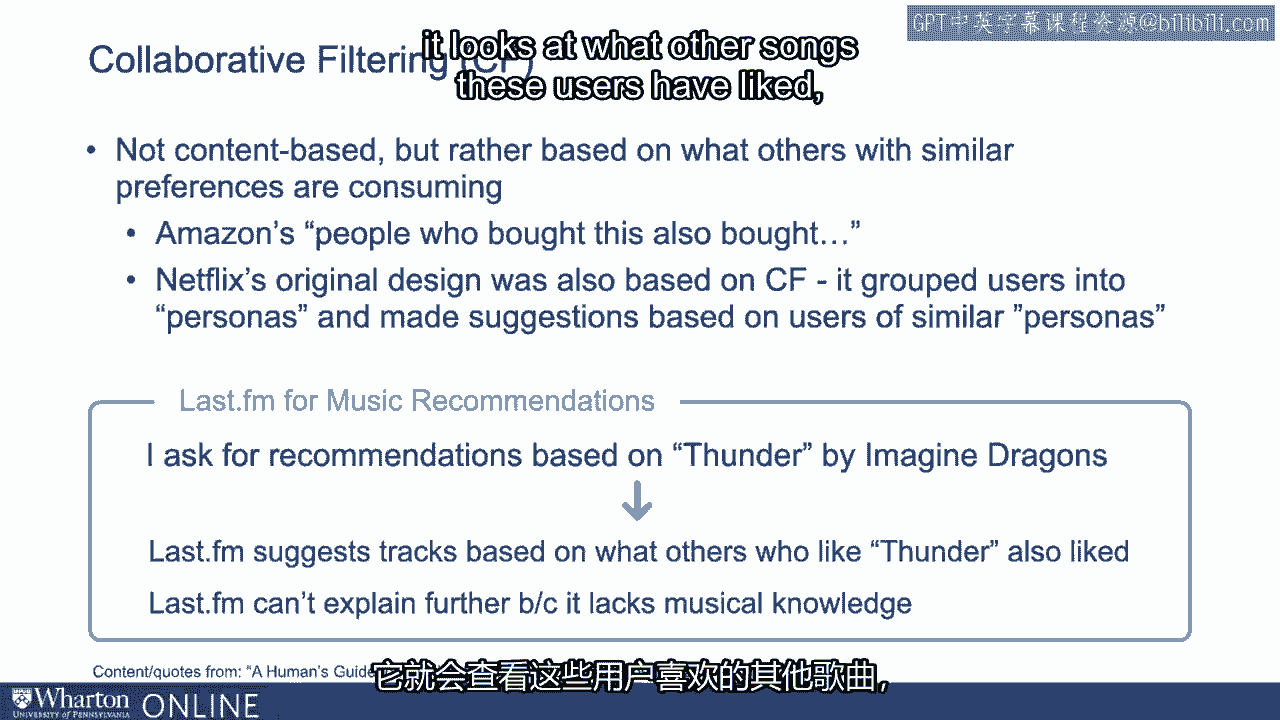 GPT中英字幕课程资源@bilibili.com
it looks at what other songs
these users have liked,
Collaborative Filtering (CF)
• Not content-based, but rather based on what others with similar
preferences are consuming
• Amazon's “people who bought this also bought…”
• Netflix's original design was also based on CF - it grouped users into
“personas” and made suggestions based on users of similar ”personas”
Last.fm for Music Recommendations
I ask for recommendations based on “Thunder” by Imagine Dragons
Last.fm suggests tracks based on what others who like “Thunder” also liked
Last.fm can't explain further b/c it lacks musical knowledge
Content/quotes from: “A Human's Guide
它就会查看这些用户喜欢的其他歌曲，
Wharton
UNIVERSITY of PENNSYLVANIA
ONLINE